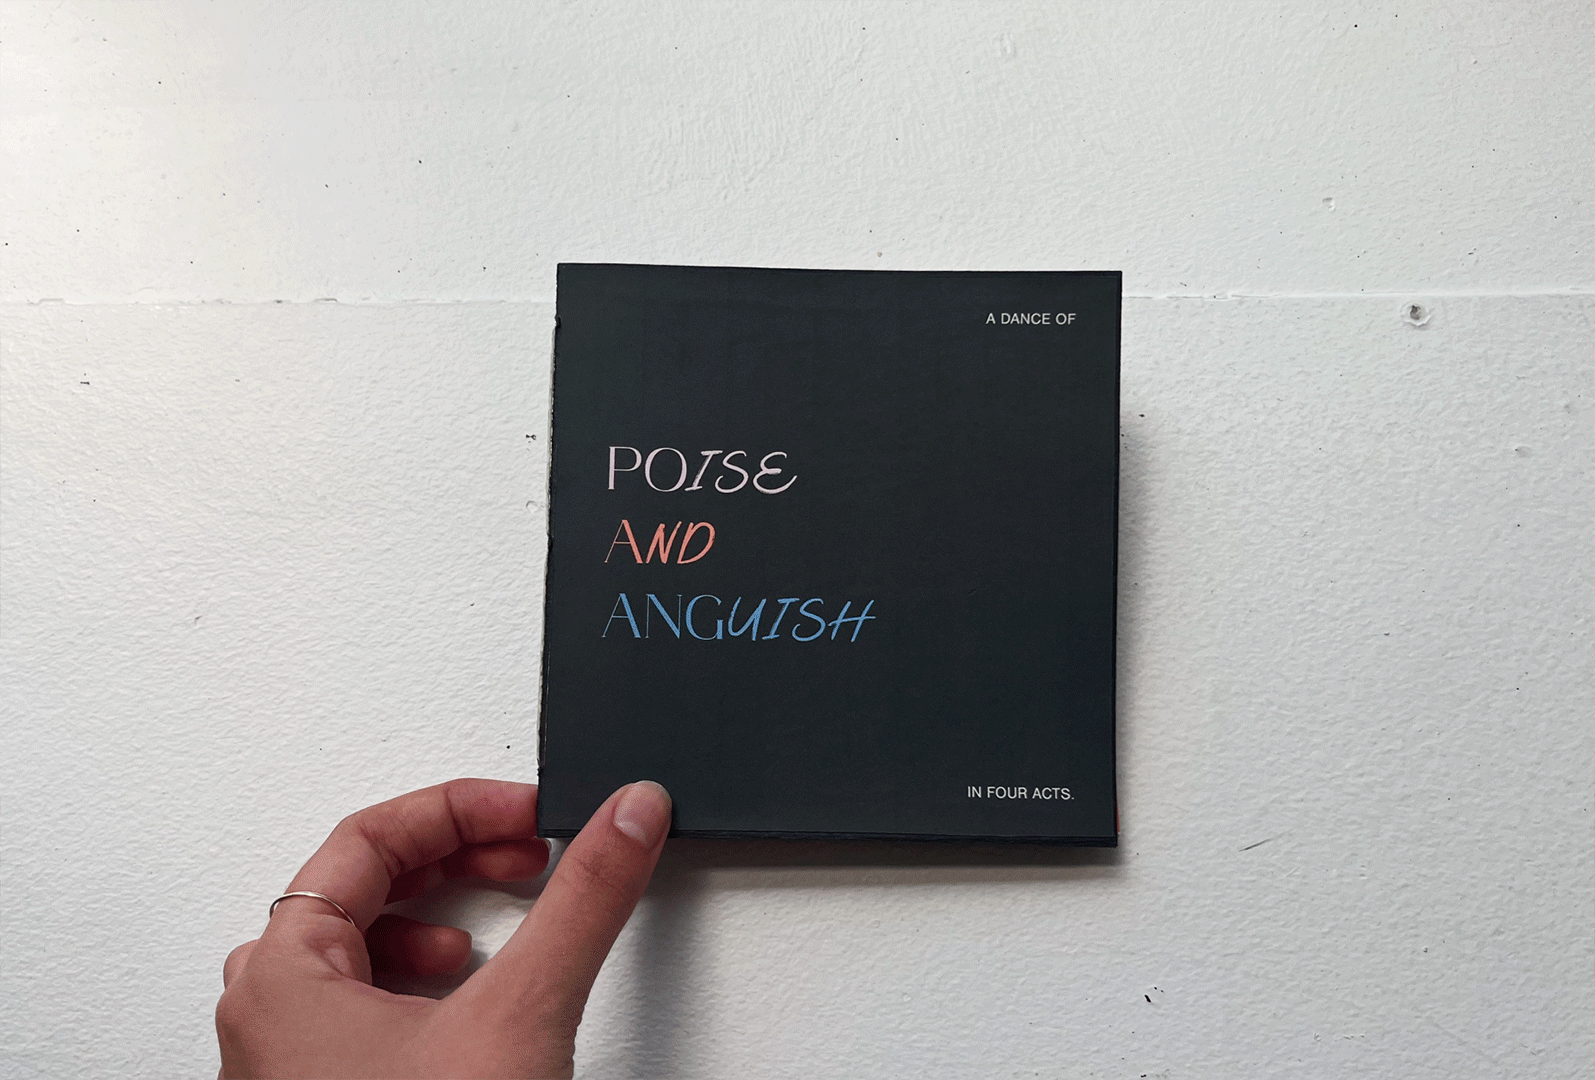 A DANCE OF
POISE
AND
ANGUISH
IN FOUR ACTS.